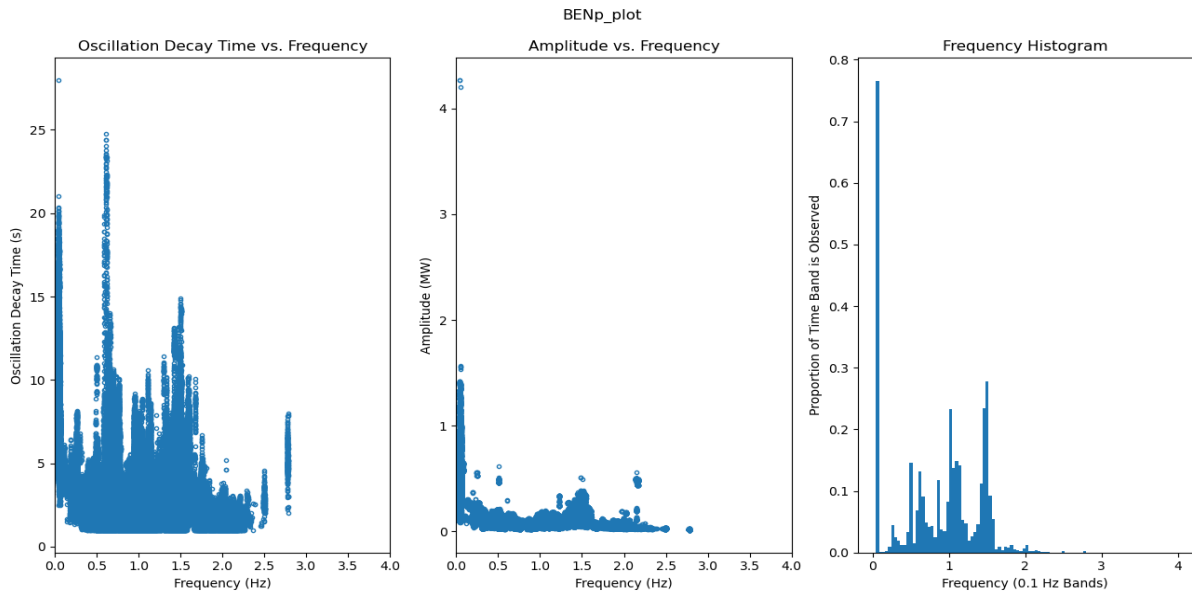 BENp_plot
Oscillation Decay Time vs. Frequency
Oscillation Decay Time (s)
25
20
15
10
5
0
0.0 0.5 1.0 1.5 2.0 2.5 3.0 3.5 4.0
Frequency (Hz)
Amplitude vs. Frequency
Amplitude (MW)
4
3
2
1
0
0.0 0.5 1.0 1.5 2.0 2.5 3.0 3.5 4.0
Frequency (Hz)
Frequency Histogram
Proportion of Time Band is Observed
0.8
0.7
0.6
0.5
0.4
0.3
0.2
0.1
0.0
0 1 2 3 4
Frequency (0.1 Hz Bands)